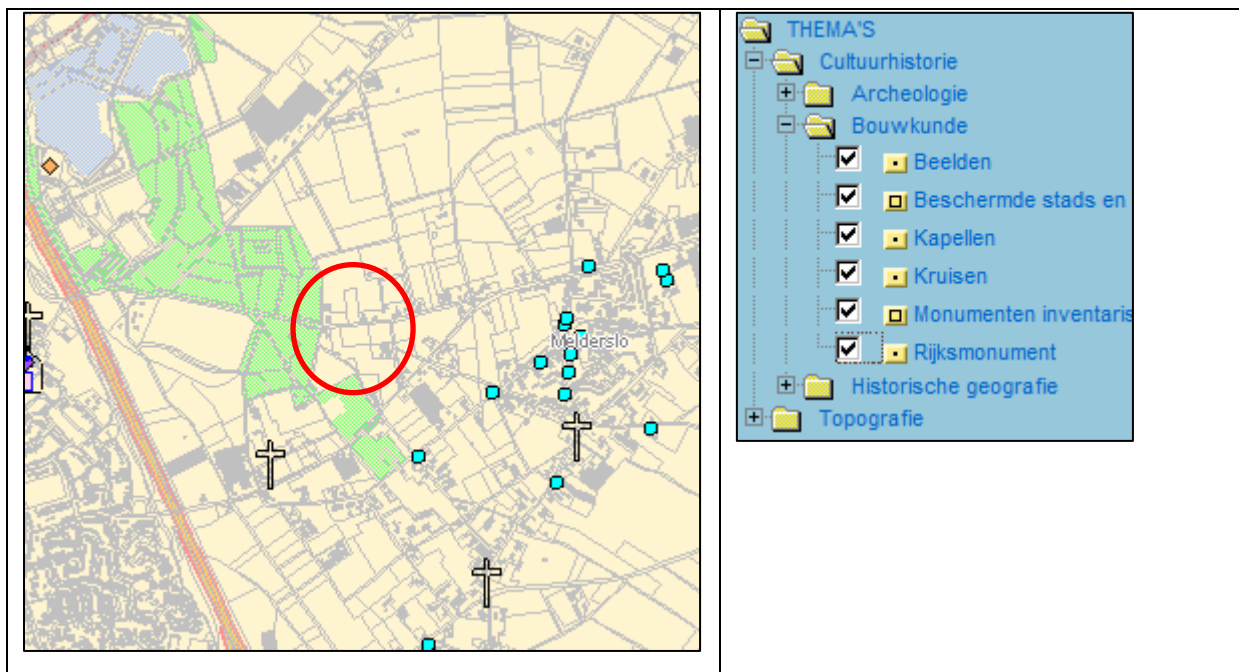 Melderslo
THEMA'S
Cultuurhistorie
Archeologie
Bouwkunde
Beelden
Beschermde stads en
Kapellen
Kruisen
Monumenten inventaris
Rijksmonument
Historische geografie
Topografie